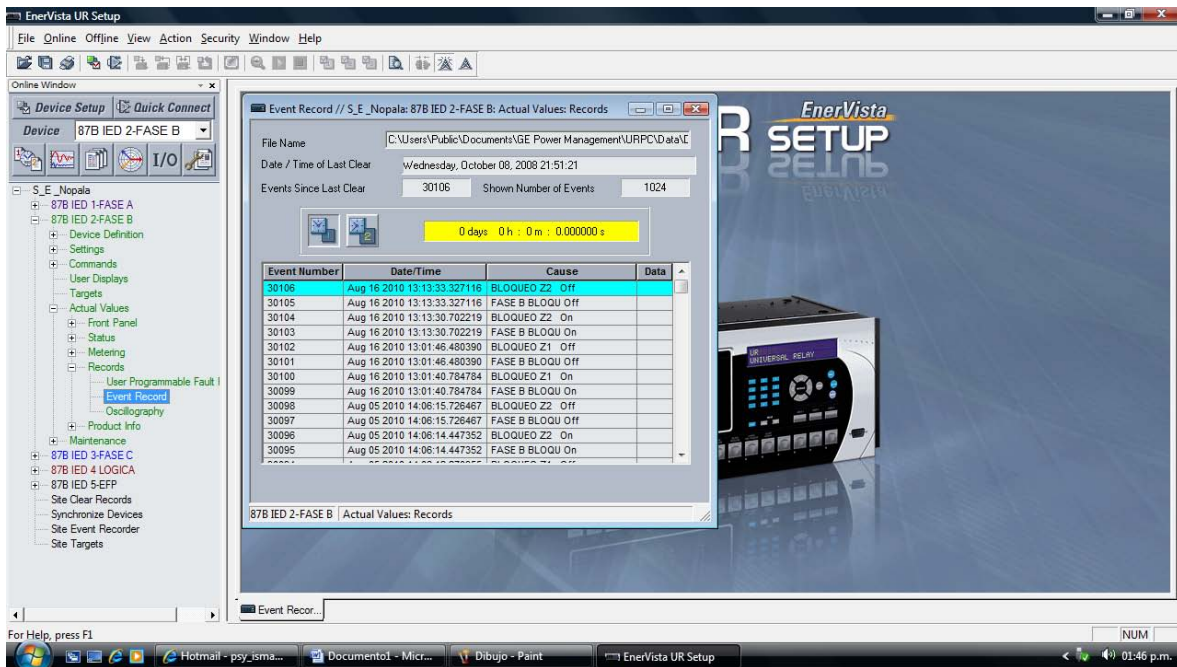 EnerVista UR Setup
File Online Offline View Action Security Window Help
Online Window
Device Setup Quick Connect
Device 87B IED 2-FASE B
I/O
S_E _Nopala
87B IED 1-FASE A
87B IED 2-FASE B
Device Definition
Settings
Commands
User Displays
Targets
Actual Values
Front Panel
Status
Metering
Records
User Programmable Fault
Event Record
Oscillography
Product Info
Maintenance
87B IED 3-FASE C
87B IED 4 LOGICA
87B IED 5-EFP
Site Clear Records
Synchronize Devices
Site Event Recorder
Site Targets
EnerVista
R SETUP
Event Record // S_E _Nopala: 87B IED 2-FASE B: Actual Values: Records
File Name C:\Users\Public\Documents\GE Power Management\URPC\Data\E
Date / Time of Last Clear Wednesday, October 08, 2008 21:51:21
Events Since Last Clear 30106 Shown Number of Events 1024
1 2 0 days 0 h : 0 m : 0.000000 s
Event Number Date/Time Cause Data
30106 Aug 16 2010 13:13:33.327116 BLOQUEO Z2 Off
30105 Aug 16 2010 13:13:33.327116 FASE B BLOQU Off
30104 Aug 16 2010 13:13:30.702219 BLOQUEO Z2 On
30103 Aug 16 2010 13:13:30.702219 FASE B BLOQU On
30102 Aug 16 2010 13:01:46.480390 BLOQUEO Z1 Off
30101 Aug 16 2010 13:01:46.480390 FASE B BLOQU Off
30100 Aug 16 2010 13:01:40.784784 BLOQUEO Z1 On
30099 Aug 16 2010 13:01:40.784784 FASE B BLOQU On
30098 Aug 05 2010 14:06:15.726467 BLOQUEO Z2 Off
30097 Aug 05 2010 14:06:15.726467 FASE B BLOQU Off
30096 Aug 05 2010 14:06:14.447352 BLOQUEO Z2 On
30095 Aug 05 2010 14:06:14.447352 FASE B BLOQU On
87B IED 2-FASE B Actual Values: Records
UR
UNIVERSAL RELAY
Event Recor...
For Help, press F1
NUM
Hotmail - psy_isma...
Documento1 - Micr...
Dibujo - Paint
EnerVista UR Setup
01:46 p.m.